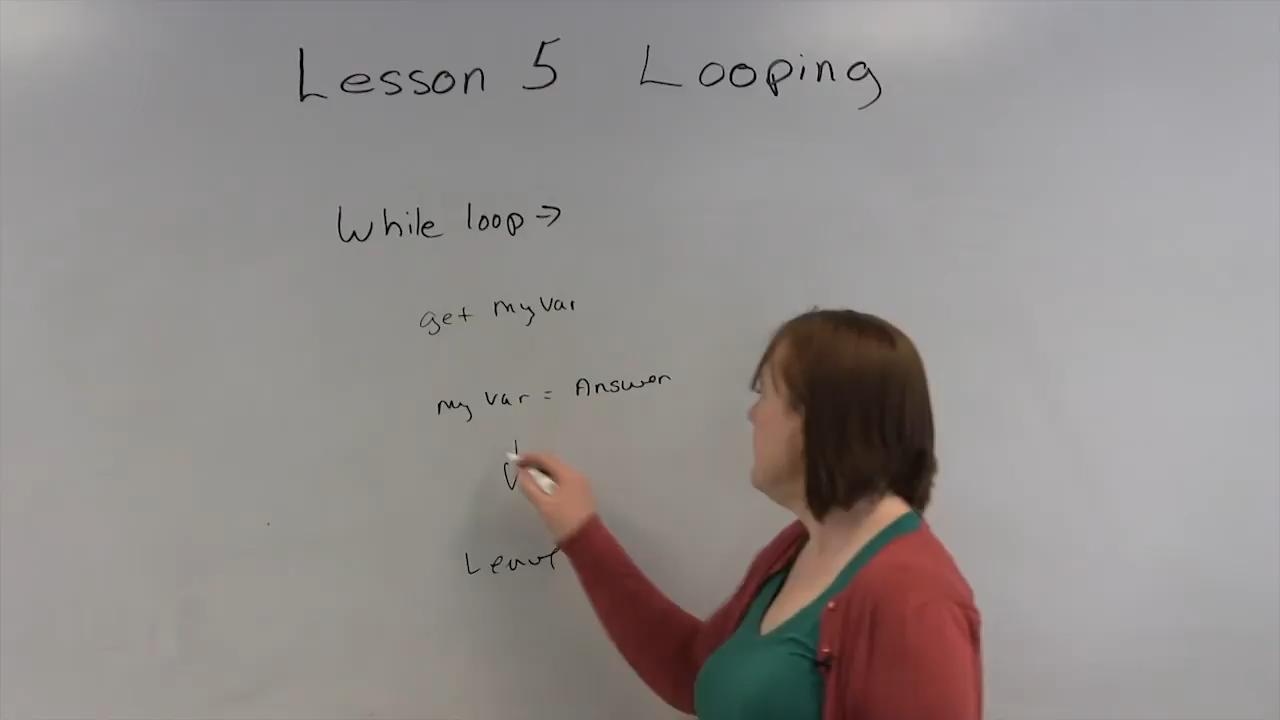 Lesson 5 Looping
While loop →
get myVar
my Var = Answer
Leave